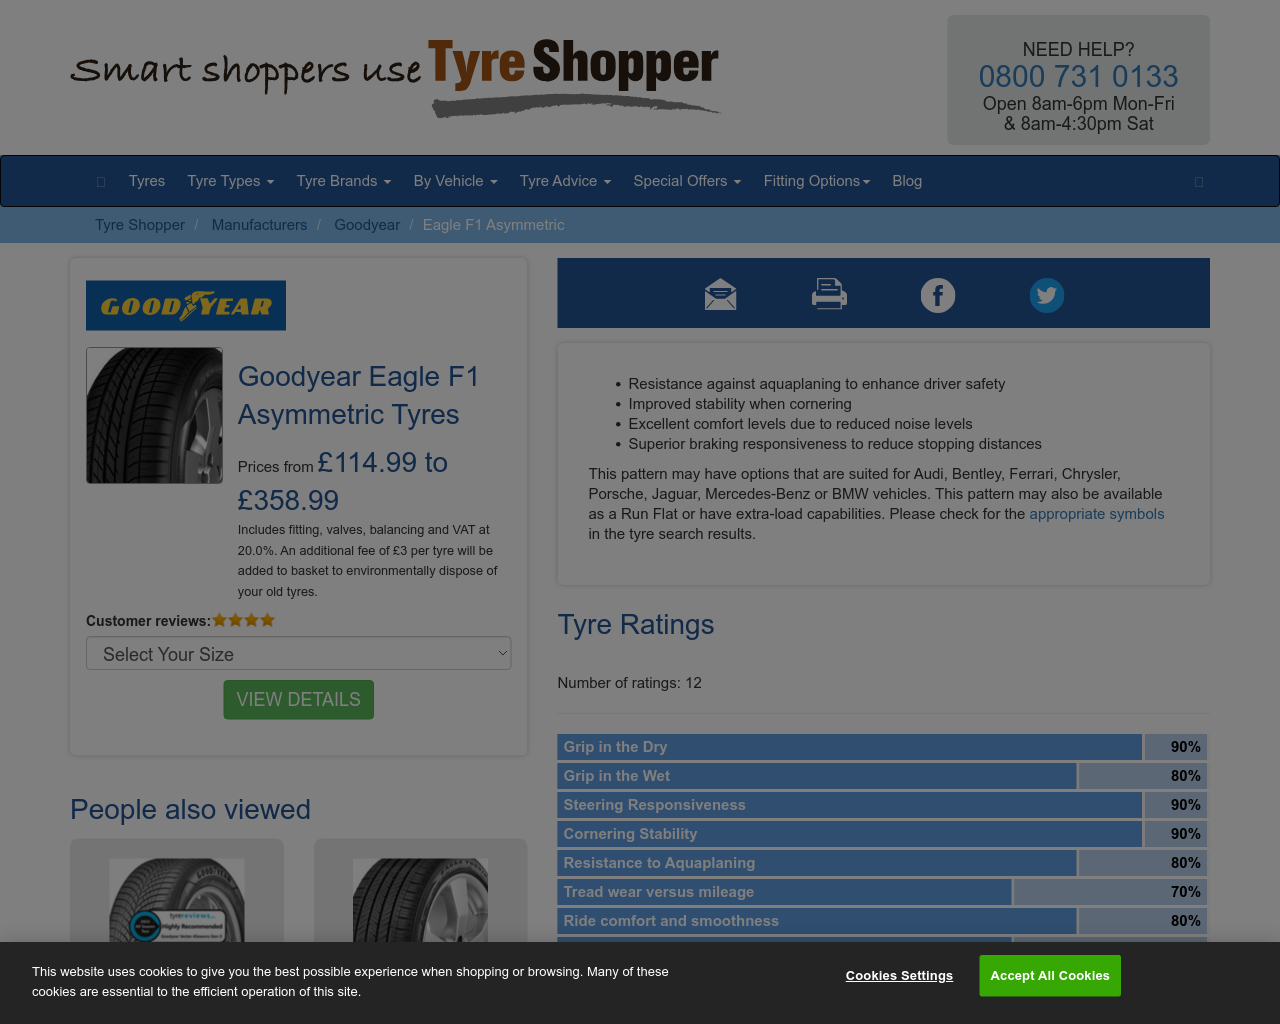 Smart shoppers use TyreShopper
NEED HELP?
0800 731 0133
Open 8am-6pm Mon-Fri
& 8am-4:30pm Sat
Tyres Tyre Types Tyre Brands By Vehicle Tyre Advice Special Offers Fitting Options Blog
Tyre Shopper / Manufacturers / Goodyear / Eagle F1 Asymmetric
GOODYEAR
Goodyear Eagle F1
Asymmetric Tyres
Prices from £114.99 to
£358.99
Includes fitting, valves, balancing and VAT at
20.0%. An additional fee of £3 per tyre will be
added to basket to environmentally dispose of
your old tyres.
Customer reviews:
Select Your Size
VIEW DETAILS
People also viewed
tyrereviews
Highly Recommended
• Resistance against aquaplaning to enhance driver safety
• Improved stability when cornering
• Excellent comfort levels due to reduced noise levels
• Superior braking responsiveness to reduce stopping distances
This pattern may have options that are suited for Audi, Bentley, Ferrari, Chrysler,
Porsche, Jaguar, Mercedes-Benz or BMW vehicles. This pattern may also be available
as a Run Flat or have extra-load capabilities. Please check for the appropriate symbols
in the tyre search results.
Tyre Ratings
Number of ratings: 12
Grip in the Dry 90%
Grip in the Wet 80%
Steering Responsiveness 90%
Cornering Stability 90%
Resistance to Aquaplaning 80%
Tread wear versus mileage 70%
Ride comfort and smoothness 80%
This website uses cookies to give you the best possible experience when shopping or browsing. Many of these
cookies are essential to the efficient operation of this site.
Cookies Settings
Accept All Cookies